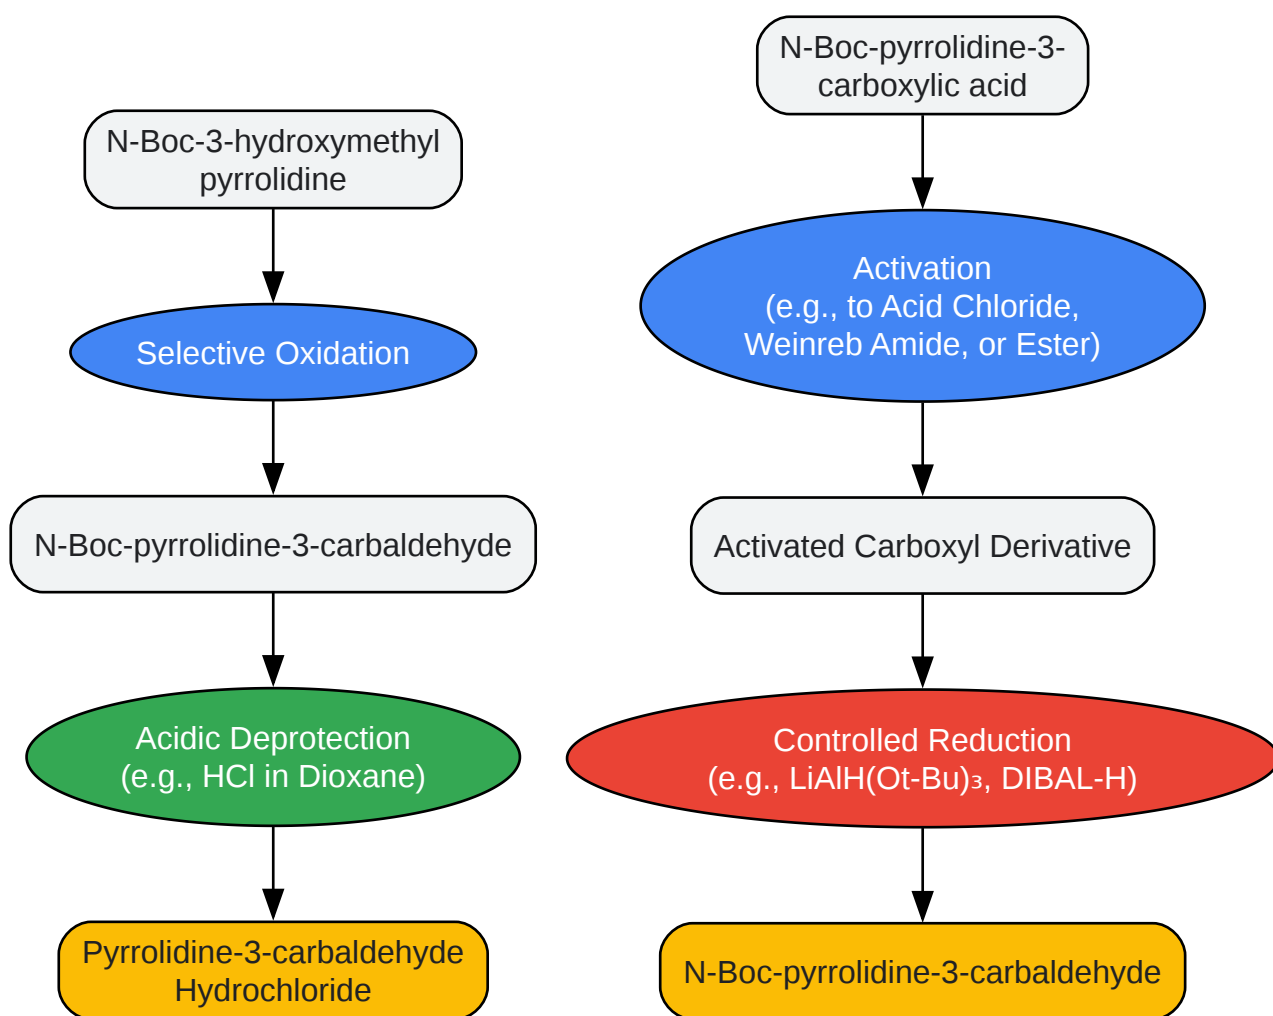 N-Boc-3-hydroxymethyl
pyrrolidine
Selective Oxidation
N-Boc-pyrrolidine-3-carbaldehyde
Acidic Deprotection
(e.g., HCl in Dioxane)
Pyrrolidine-3-carbaldehyde
Hydrochloride
N-Boc-pyrrolidine-3-
carboxylic acid
Activation
(e.g., to Acid Chloride,
Weinreb Amide, or Ester)
Activated Carboxyl Derivative
Controlled Reduction
(e.g., LiAlH(Ot-Bu)₃, DIBAL-H)
N-Boc-pyrrolidine-3-carbaldehyde